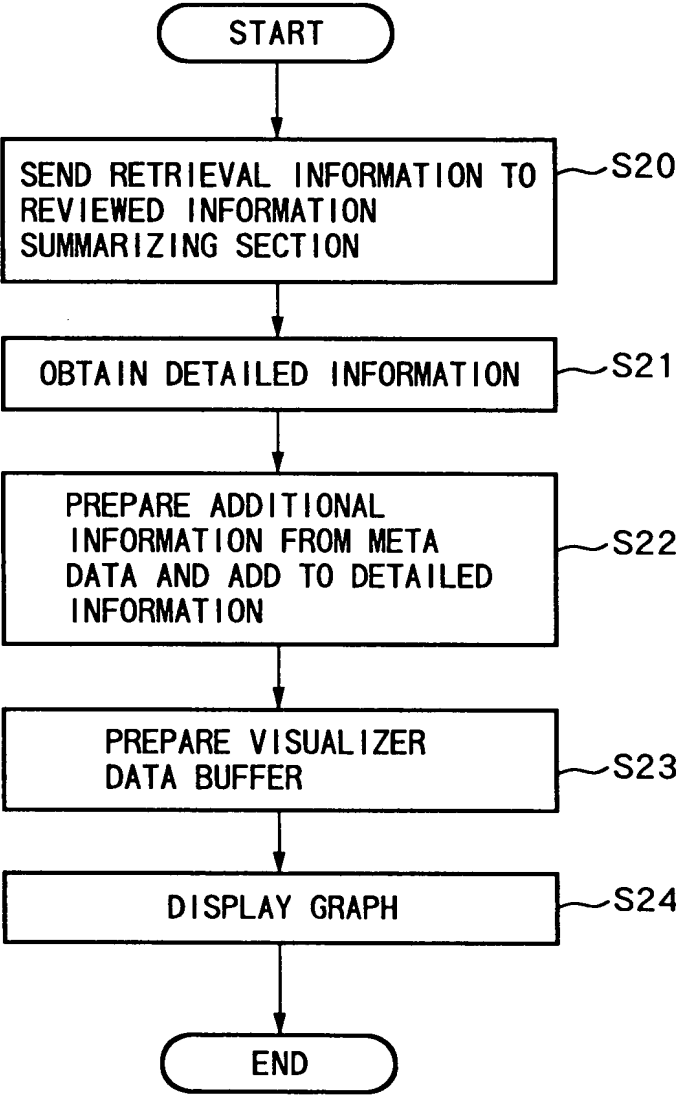 START
SEND RETRIEVAL INFORMATION TO
REVIEWED INFORMATION
SUMMARIZING SECTION
S20
OBTAIN DETAILED INFORMATION
S21
PREPARE ADDITIONAL
INFORMATION FROM META
DATA AND ADD TO DETAILED
INFORMATION
S22
PREPARE VISUALIZER
DATA BUFFER
S23
DISPLAY GRAPH
S24
END